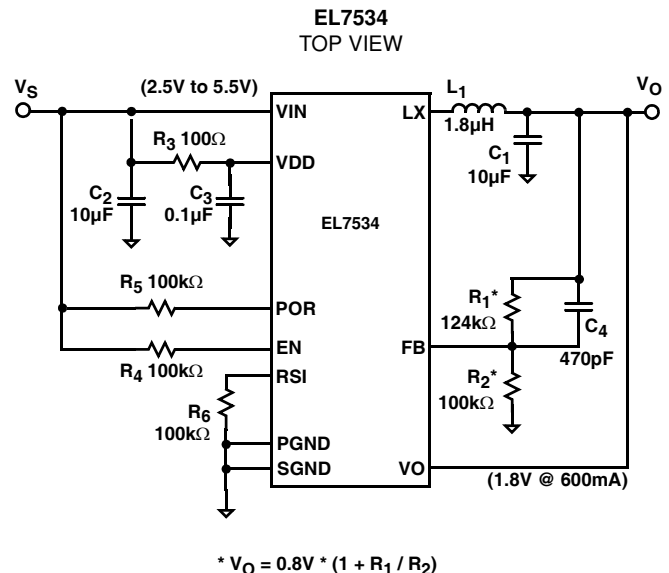 EL7534
TOP VIEW
VS (2.5V to 5.5V) L1 VO
VIN LX
1.8µH
R3 100Ω
VDD
C1
10µF
C2
10µF
C3
0.1µF
EL7534
R5 100kΩ
POR
R1*
124kΩ
C4
470pF
EN FB
R4 100kΩ
RSI
R2*
100kΩ
R6
100kΩ
PGND
SGND VO
(1.8V @ 600mA)
* VO = 0.8V * (1 + R1 / R2)